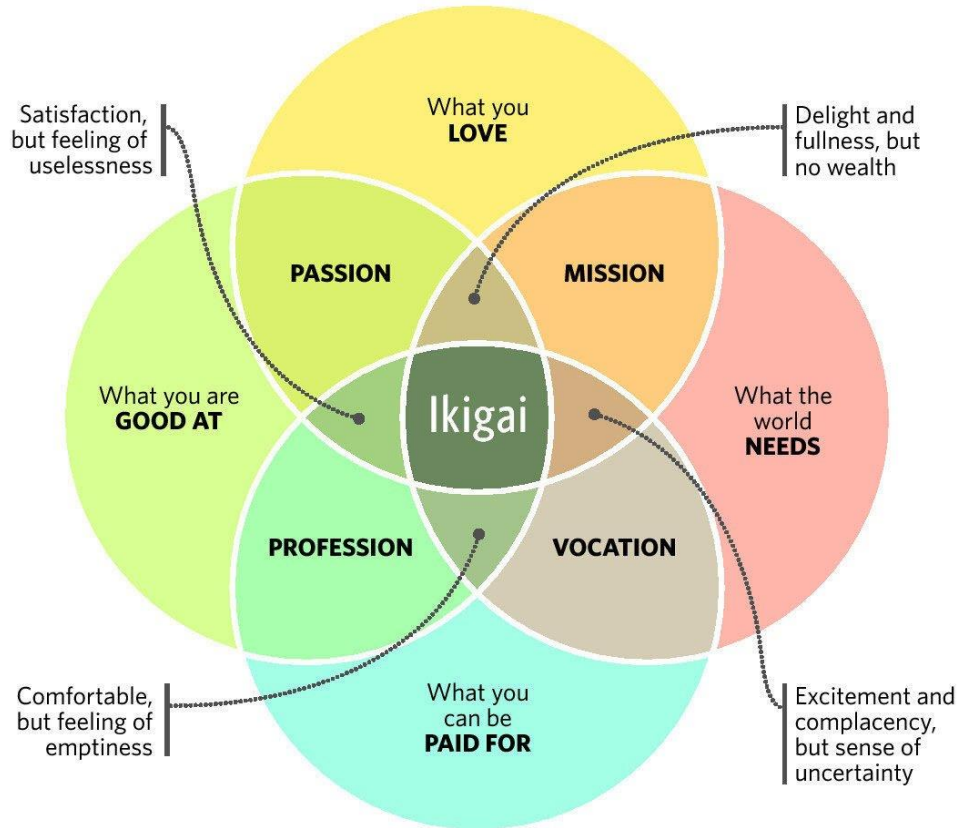 What you
LOVE
Satisfaction,
but feeling of
uselessness
Delight and
fullness, but
no wealth
PASSION
MISSION
What you are
GOOD AT
Ikigai
What the
world
NEEDS
PROFESSION
VOCATION
Comfortable,
but feeling of
emptiness
What you
can be
PAID FOR
Excitement and
complacency,
but sense of
uncertainty